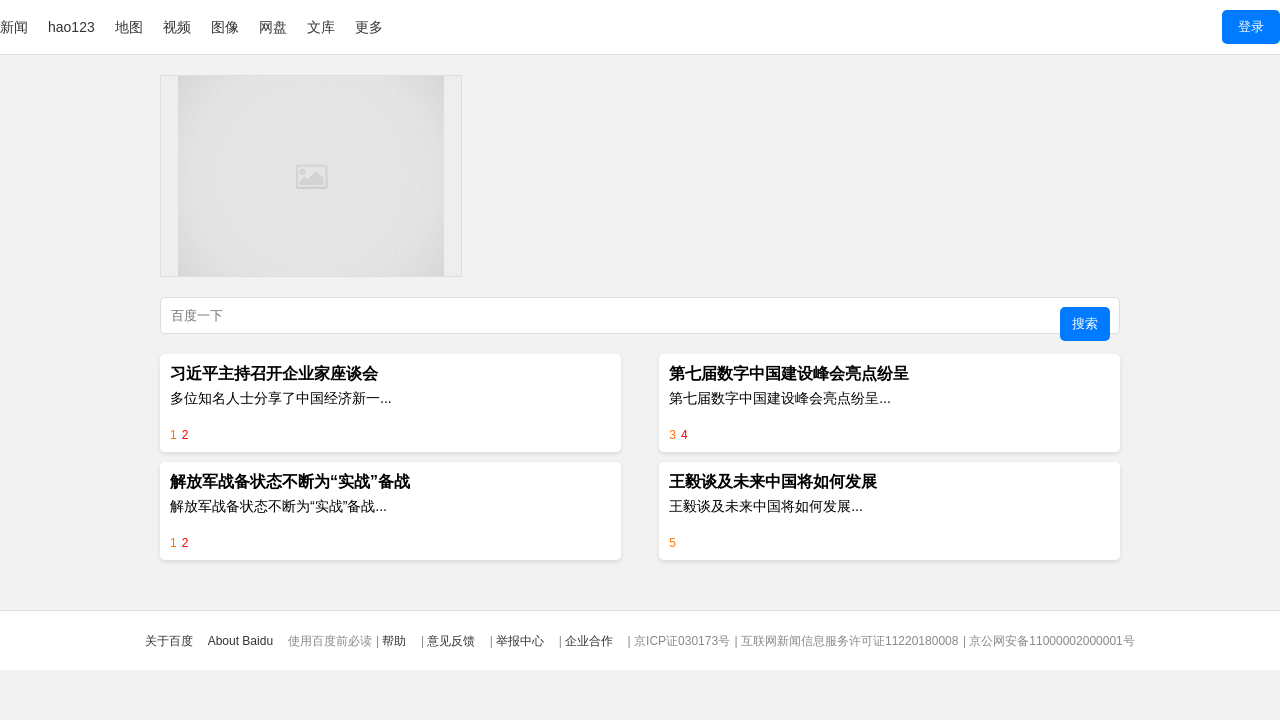 新闻 hao123 地图 视频 图像 网盘 文库 更多 登录
百度一下 搜索
习近平主持召开企业家座谈会
多位知名人士分享了中国经济新一...
1 2
第七届数字中国建设峰会亮点纷呈
第七届数字中国建设峰会亮点纷呈...
3 4
解放军战备状态不断为“实战”备战
解放军战备状态不断为“实战”备战...
1 2
王毅谈及未来中国将如何发展
王毅谈及未来中国将如何发展...
5
关于百度 About Baidu 使用百度前必读 | 帮助 | 意见反馈 | 举报中心 | 企业合作 | 京ICP证030173号 | 互联网新闻信息服务许可证11220180008 | 京公网安备11000002000001号